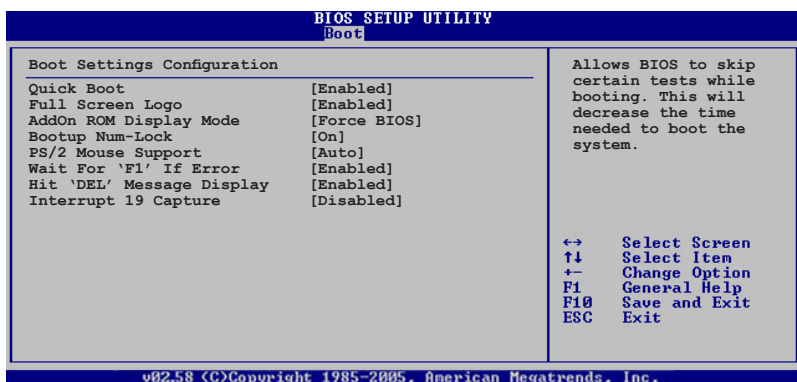 BIOS SETUP UTILITY
Boot
Boot Settings Configuration
Quick Boot [Enabled]
Full Screen Logo [Enabled]
AddOn ROM Display Mode [Force BIOS]
Bootup Num-Lock [On]
PS/2 Mouse Support [Auto]
Wait For ‘F1’ If Error [Enabled]
Hit ‘DEL’ Message Display [Enabled]
Interrupt 19 Capture [Disabled]
Allows BIOS to skip
certain tests while
booting. This will
decrease the time
needed to boot the
system.
←→ Select Screen
↑↓ Select Item
+- Change Option
F1 General Help
F10 Save and Exit
ESC Exit
v02.58 (C)Copyright 1985-2005, American Megatrends, Inc.